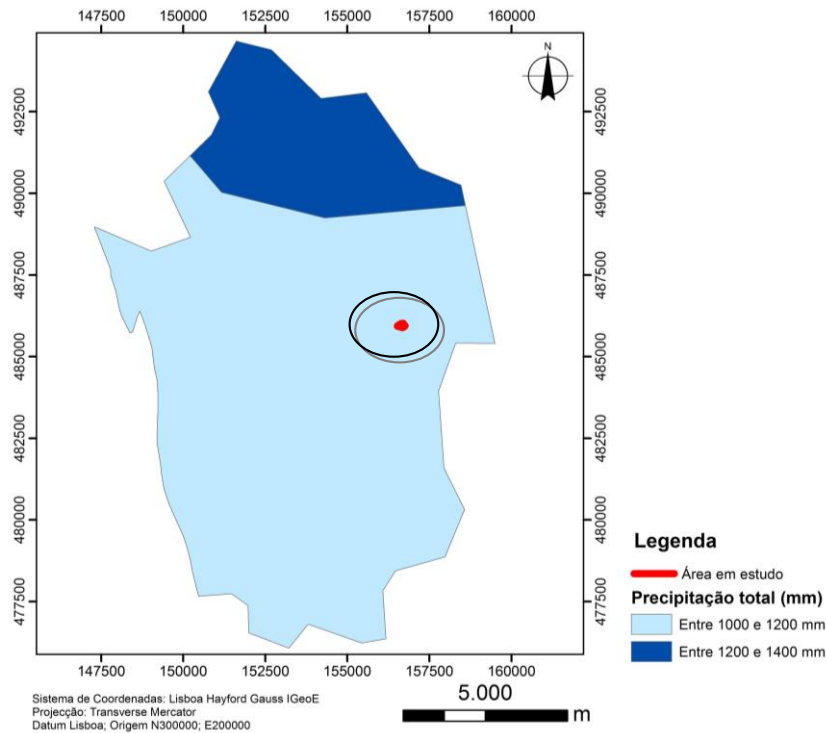 147500 150000 152500 155000 157500 160000
N
492500 492500
490000 490000
487500 487500
485000 485000
482500 482500
480000 480000
477500 477500
147500 150000 152500 155000 157500 160000
Legenda
Área em estudo
Precipitação total (mm)
Entre 1000 e 1200 mm
Entre 1200 e 1400 mm
Sistema de Coordenadas: Lisboa Hayford Gauss IGeoE
Projecção: Transverse Mercator
Datum Lisboa; Origem N300000; E200000
5.000
m